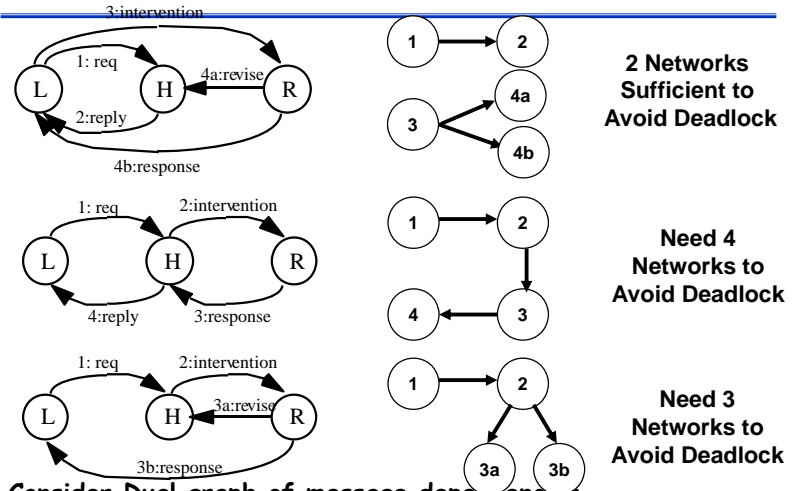 3:intervention
1: req
L
H
R
4a:revise
2:reply
4b:response
1
2
3
4a
4b
2 Networks
Sufficient to
Avoid Deadlock
1: req
2:intervention
L
H
R
4:reply
3:response
1
2
4
3
Need 4
Networks to
Avoid Deadlock
1: req
2:intervention
L
H
R
3a:revise
3b:response
1
2
3a
3b
Need 3
Networks to
Avoid Deadlock
Consider Dual graph of message